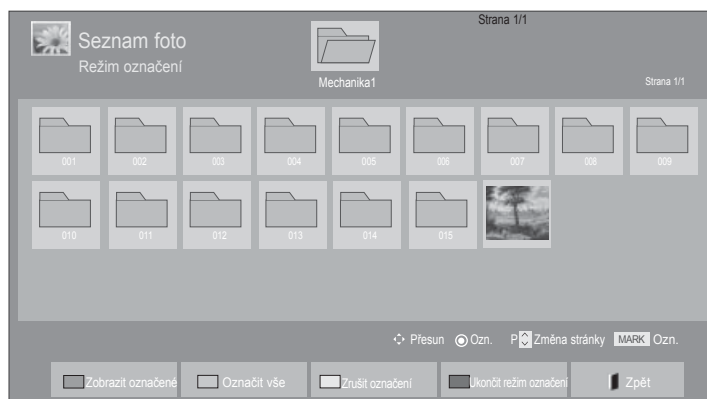 Strana 1/1
Seznam foto
Režim označení
Mechanika1
Strana 1/1
001 002 003 004 005 006 007 008 009
010 011 012 013 014 015
Přesun Ozn. P Změna stránky MARK Ozn.
Zobrazit označené Označit vše Zrušit označení Ukončit režim označení Zpět